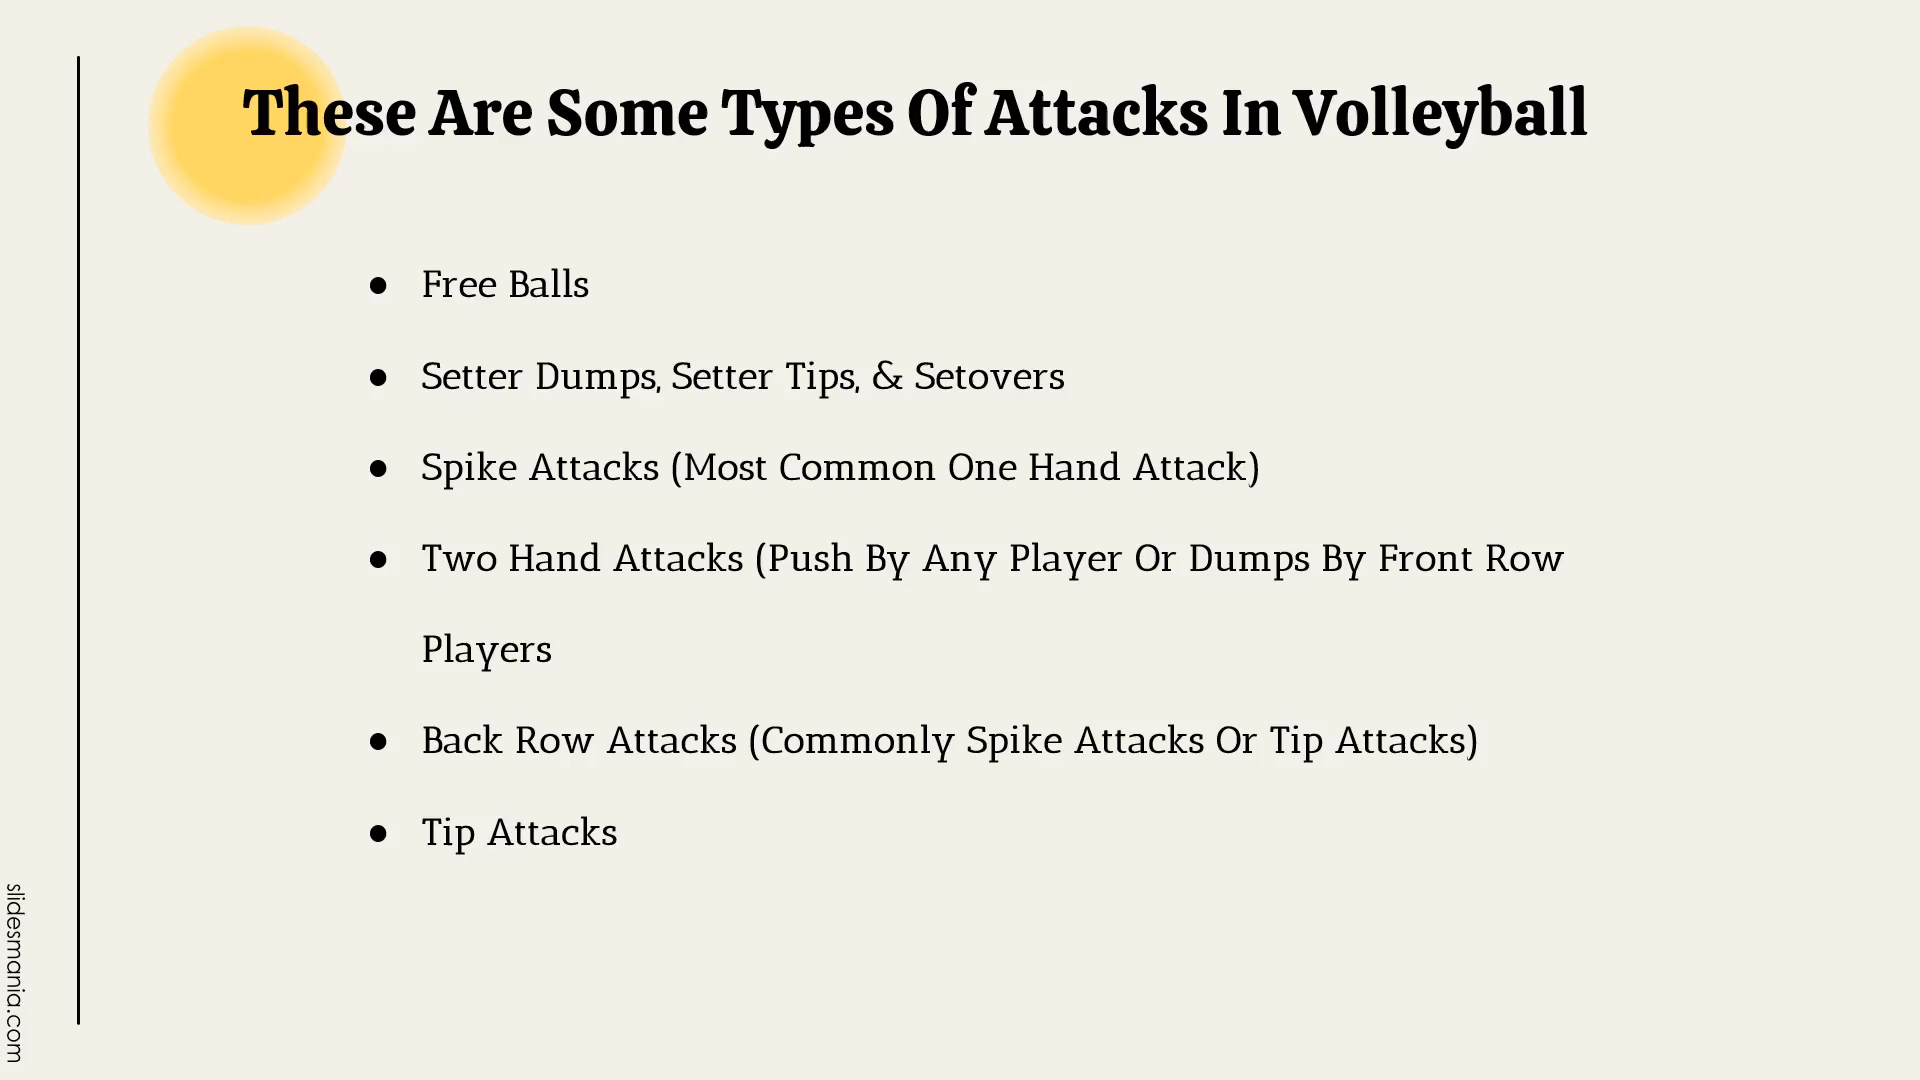 These Are Some Types Of Attacks In Volleyball
● Free Balls
● Setter Dumps, Setter Tips, & Setovers
● Spike Attacks (Most Common One Hand Attack)
● Two Hand Attacks (Push By Any Player Or Dumps By Front Row
Players
● Back Row Attacks (Commonly Spike Attacks Or Tip Attacks)
● Tip Attacks
slidesmania.com